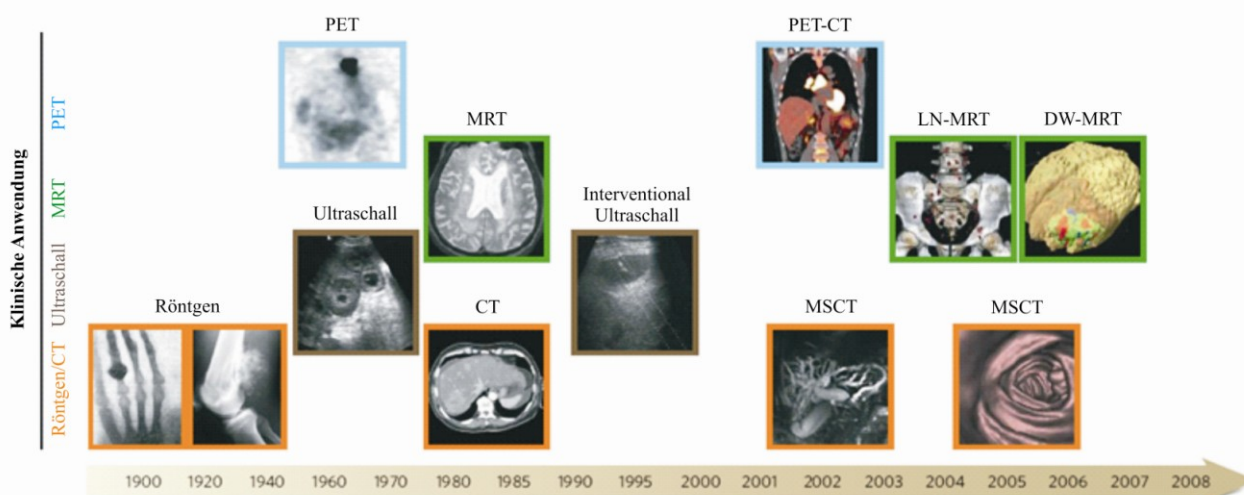 PET
PET-CT
MRT
LN-MRT
DW-MRT
Ultraschall
Interventional
Ultraschall
Röntgen
CT
MSCT
MSCT
Klinische Anwendung
PET
MRT
Ultraschall
Röntgen/CT
1900 1920 1940 1960 1970 1980 1985 1990 1995 2000 2001 2002 2003 2004 2005 2006 2007 2008